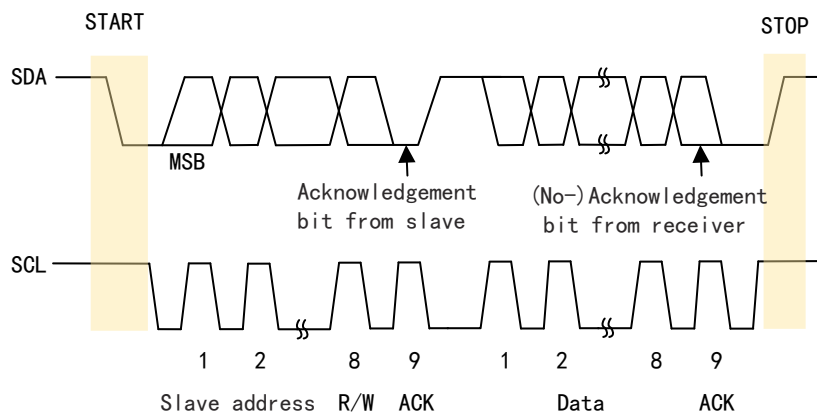 START
STOP
SDA
MSB
Acknowledgement
bit from slave
(No-)Acknowledgement
bit from receiver
SCL
1 2 8 9 1 2 8 9
Slave address R/W ACK Data ACK